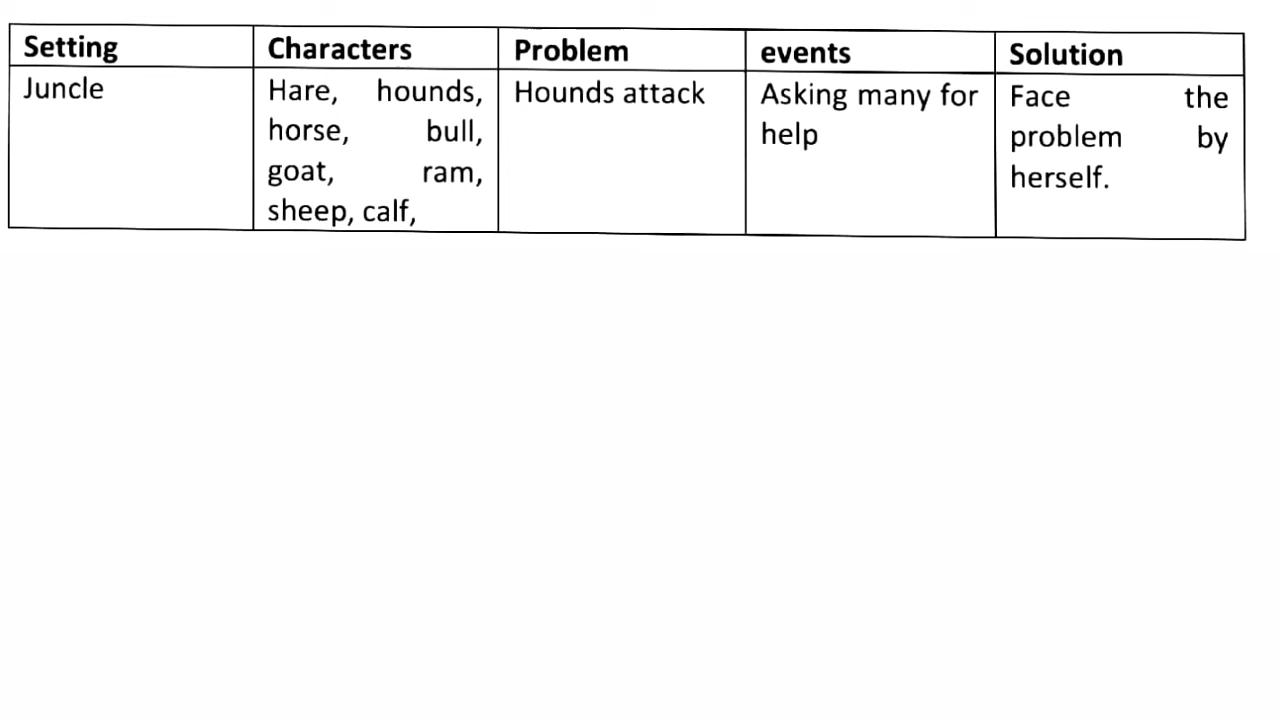 Setting
Characters
Problem
events
Solution
Juncle
Hare, hounds,
horse, bull,
goat, ram,
sheep, calf,
Hounds attack
Asking many for
help
Face the
problem by
herself.